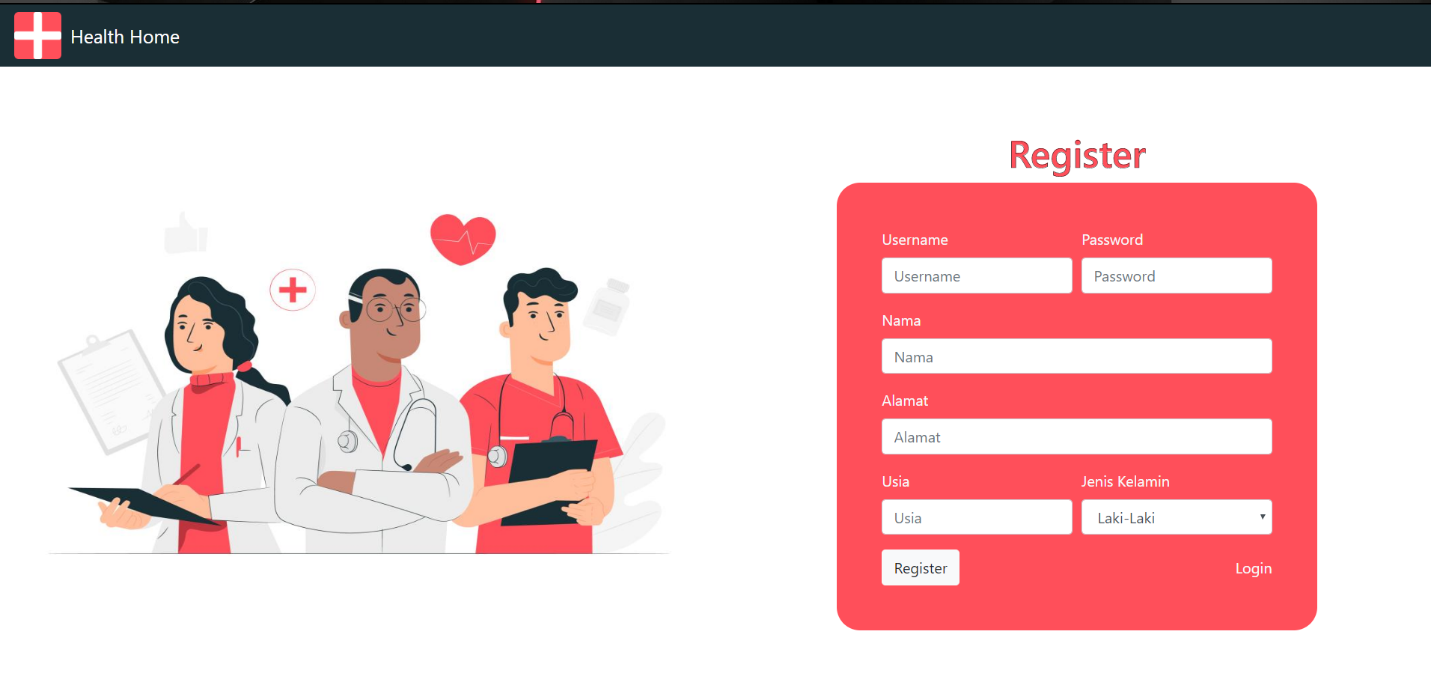 Health Home
Register
Username Password
Username Password
Nama
Nama
Alamat
Alamat
Usia Jenis Kelamin
Usia Laki-Laki
Register Login